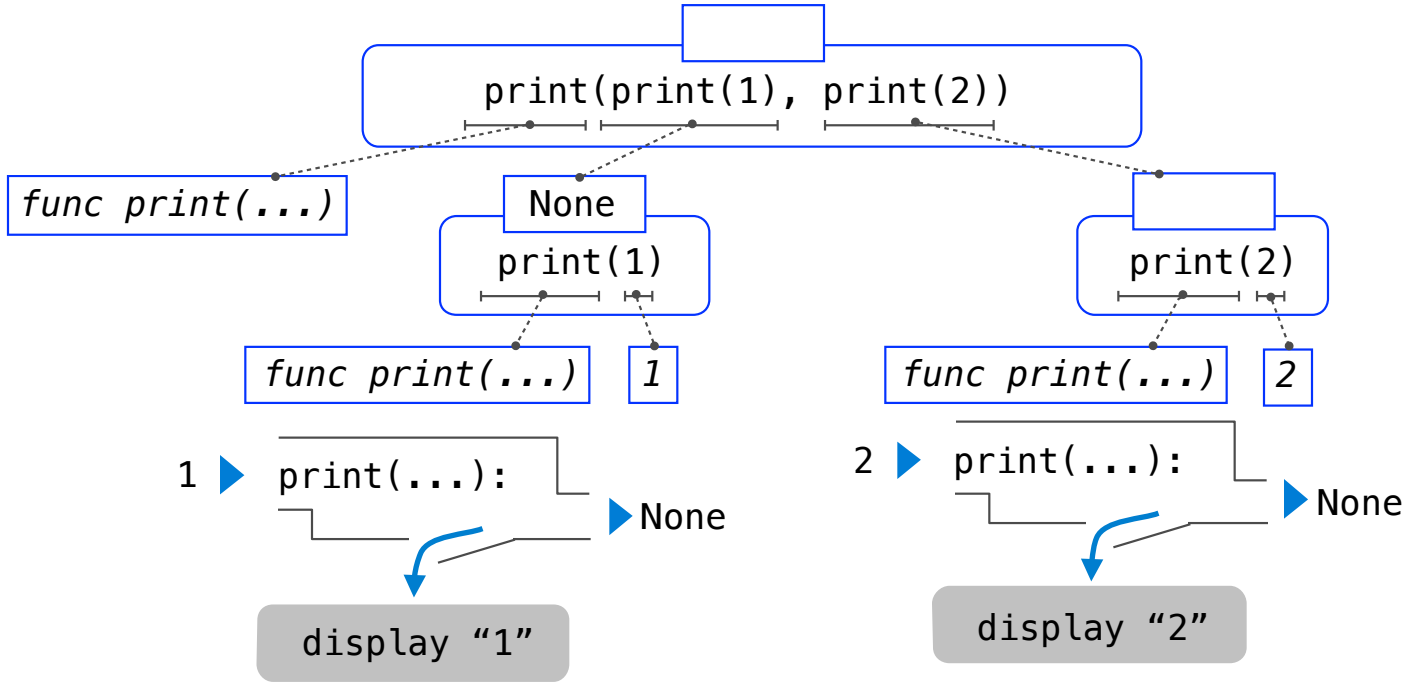 print(print(1), print(2))
func print(...)
None
print(1)
print(2)
func print(...)
1
func print(...)
2
1
print(...):
None
display “1”
2
print(...):
None
display “2”